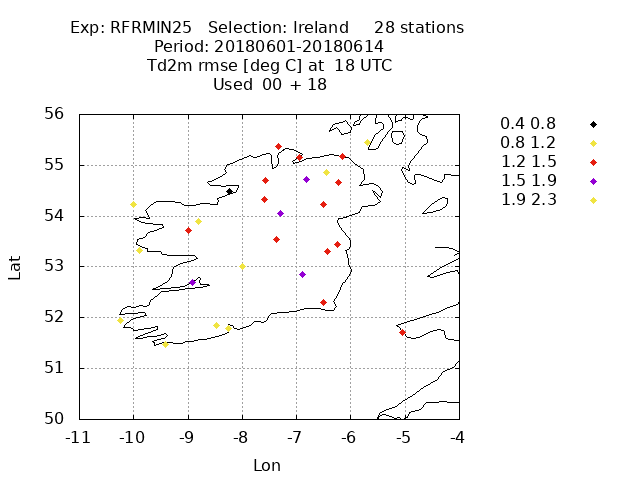 Exp: RFRMIN25 Selection: Ireland 28 stations
Period: 20180601-20180614
Td2m rmse [deg C] at 18 UTC
Used 00 + 18
0.4 0.8
0.8 1.2
1.2 1.5
1.5 1.9
1.9 2.3
56
55
54
53
52
51
50
Lat
-11 -10 -9 -8 -7 -6 -5 -4
Lon